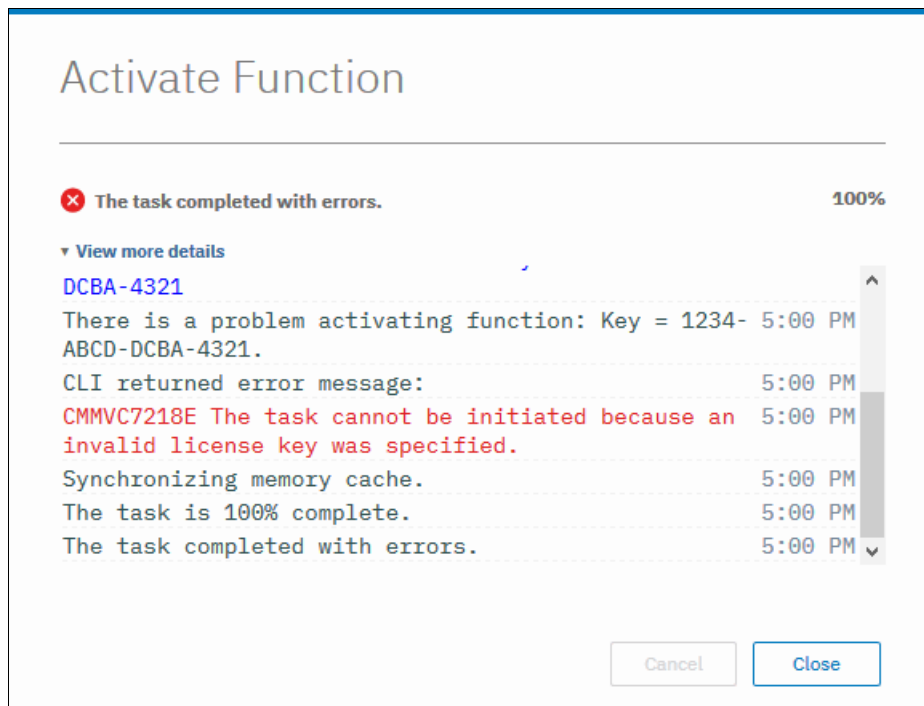 Activate Function
The task completed with errors. 100%
View more details
DCBA-4321
There is a problem activating function: Key = 1234- 5:00 PM
ABCD-DCBA-4321.
CLI returned error message: 5:00 PM
CMMVC7218E The task cannot be initiated because an 5:00 PM
invalid license key was specified.
Synchronizing memory cache. 5:00 PM
The task is 100% complete. 5:00 PM
The task completed with errors. 5:00 PM
Cancel Close